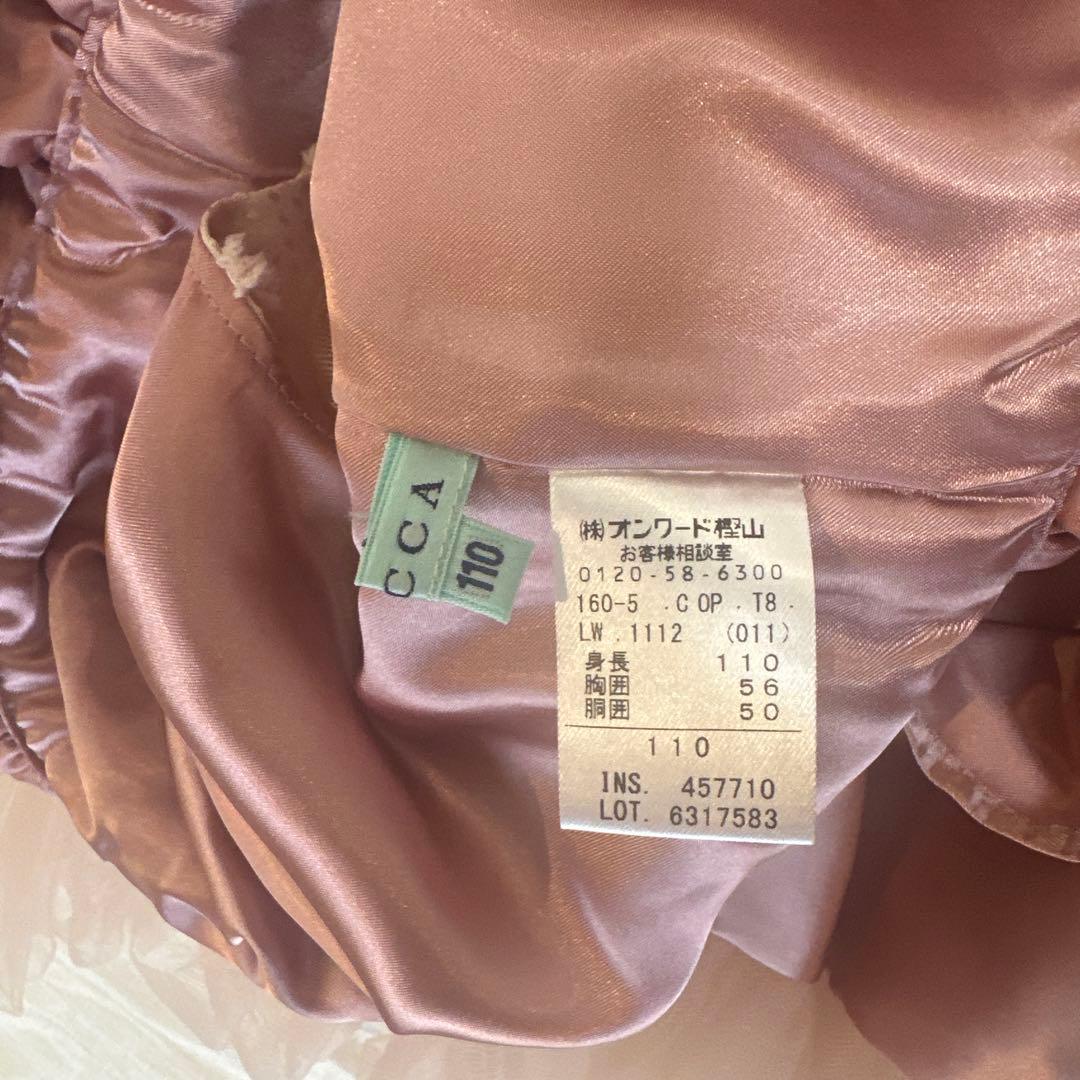 CCA
110
㈱オンワード樫山
お客様相談室
0120-58-6300
160-5 .COP .T8.
LW.1112 (011)
身長 110
胸囲 56
胴囲 50
110
INS. 457710
LOT. 6317583